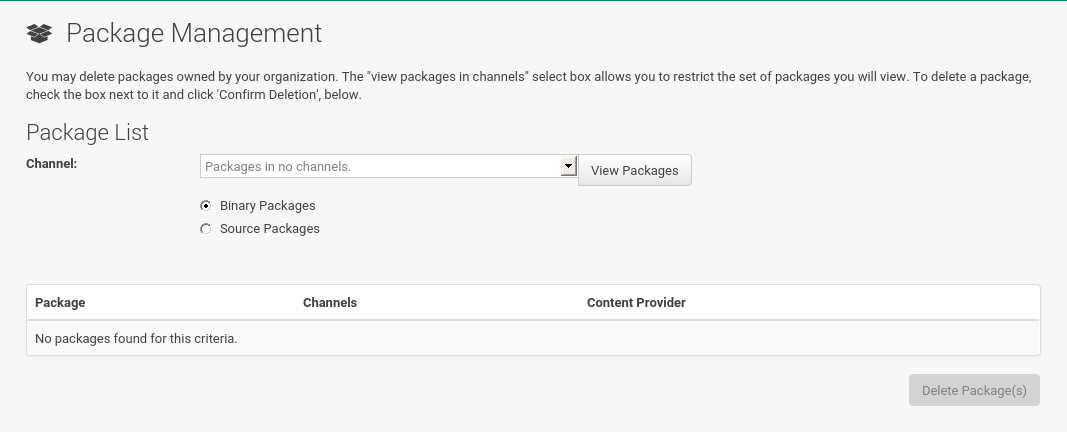 Package Management
You may delete packages owned by your organization. The "view packages in channels" select box allows you to restrict the set of packages you will view. To delete a package,
check the box next to it and click 'Confirm Deletion', below.
Package List
Channel:
Packages in no channels.
View Packages
Binary Packages
Source Packages
Package Channels Content Provider
No packages found for this criteria.
Delete Package(s)